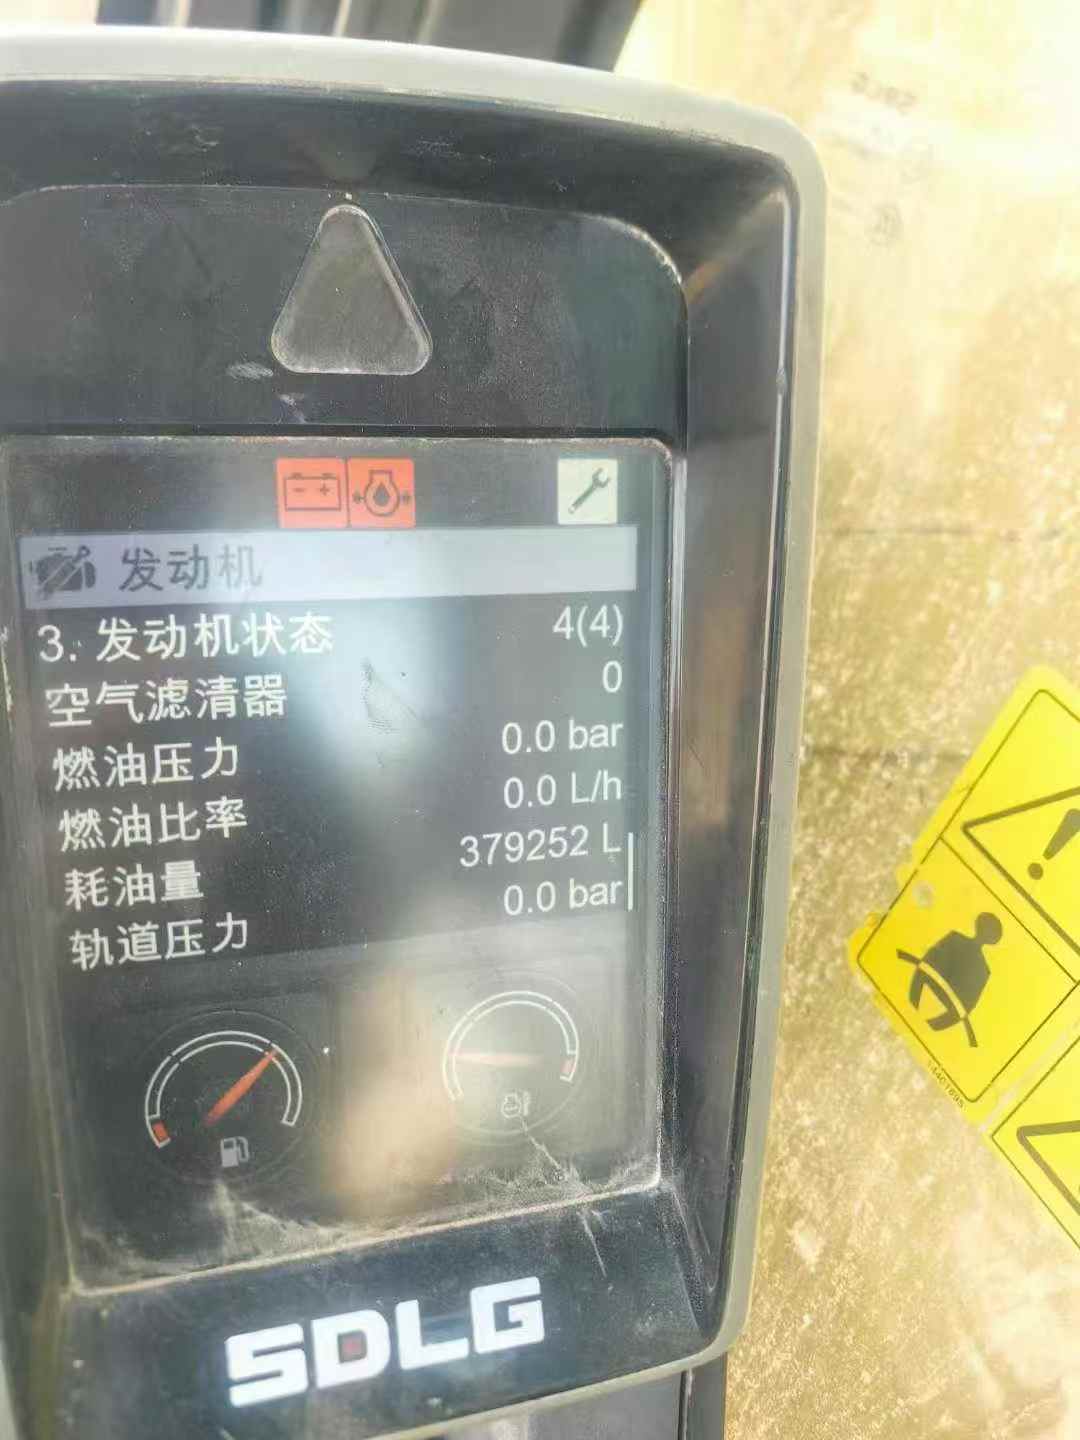 发动机
3. 发动机状态 4(4)
空气滤清器 0
燃油压力 0.0 bar
燃油比率 0.0 L/h
耗油量 379252 L
轨道压力 0.0 bar
SDLG